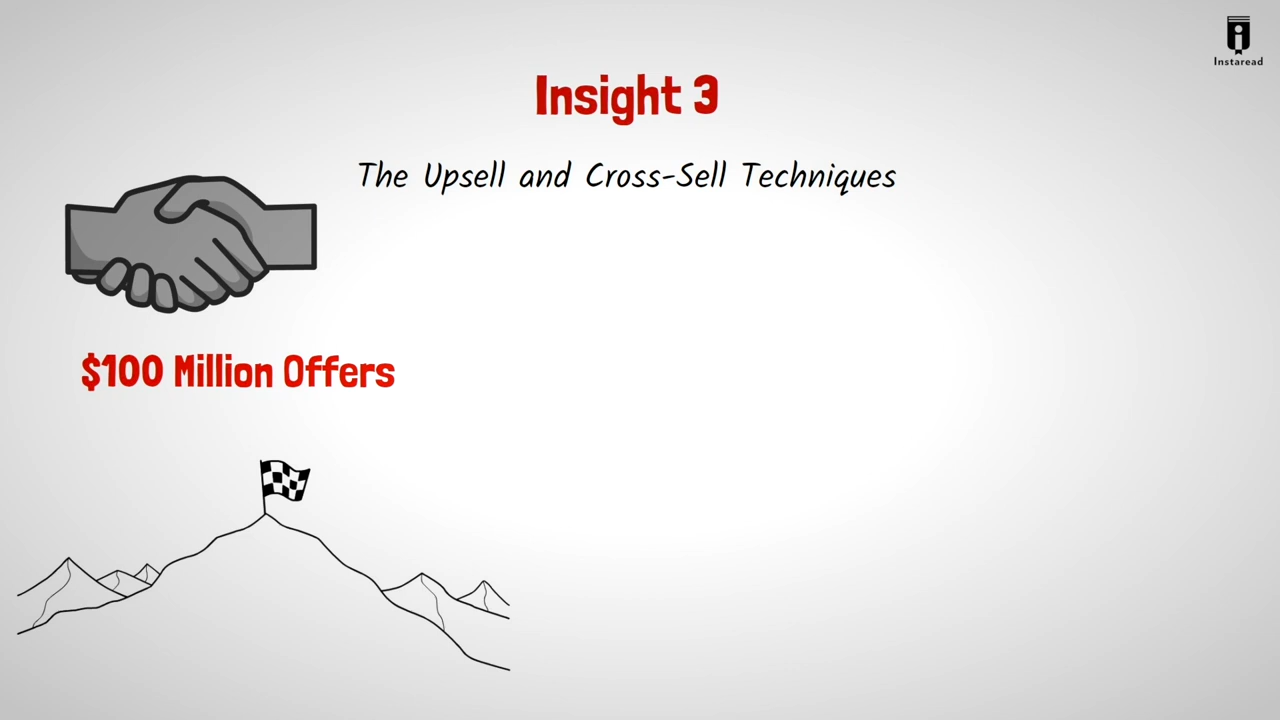 Instaread
Insight 3
The Upsell and Cross-Sell Techniques
$100 Million Offers